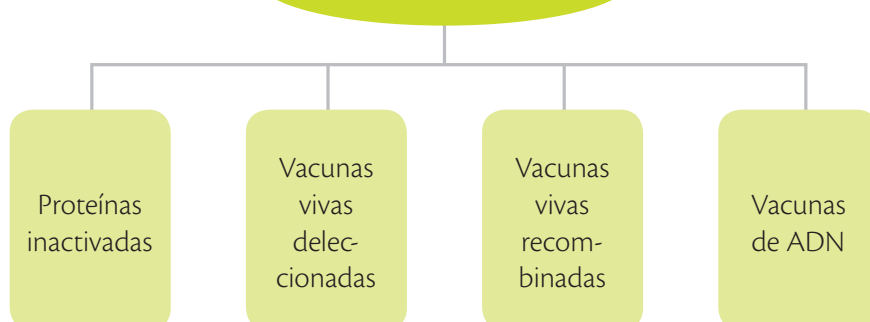 Proteínas
inactivadas
Vacunas
vivas
delec-
cionadas
Vacunas
vivas
recom-
binadas
Vacunas
de ADN